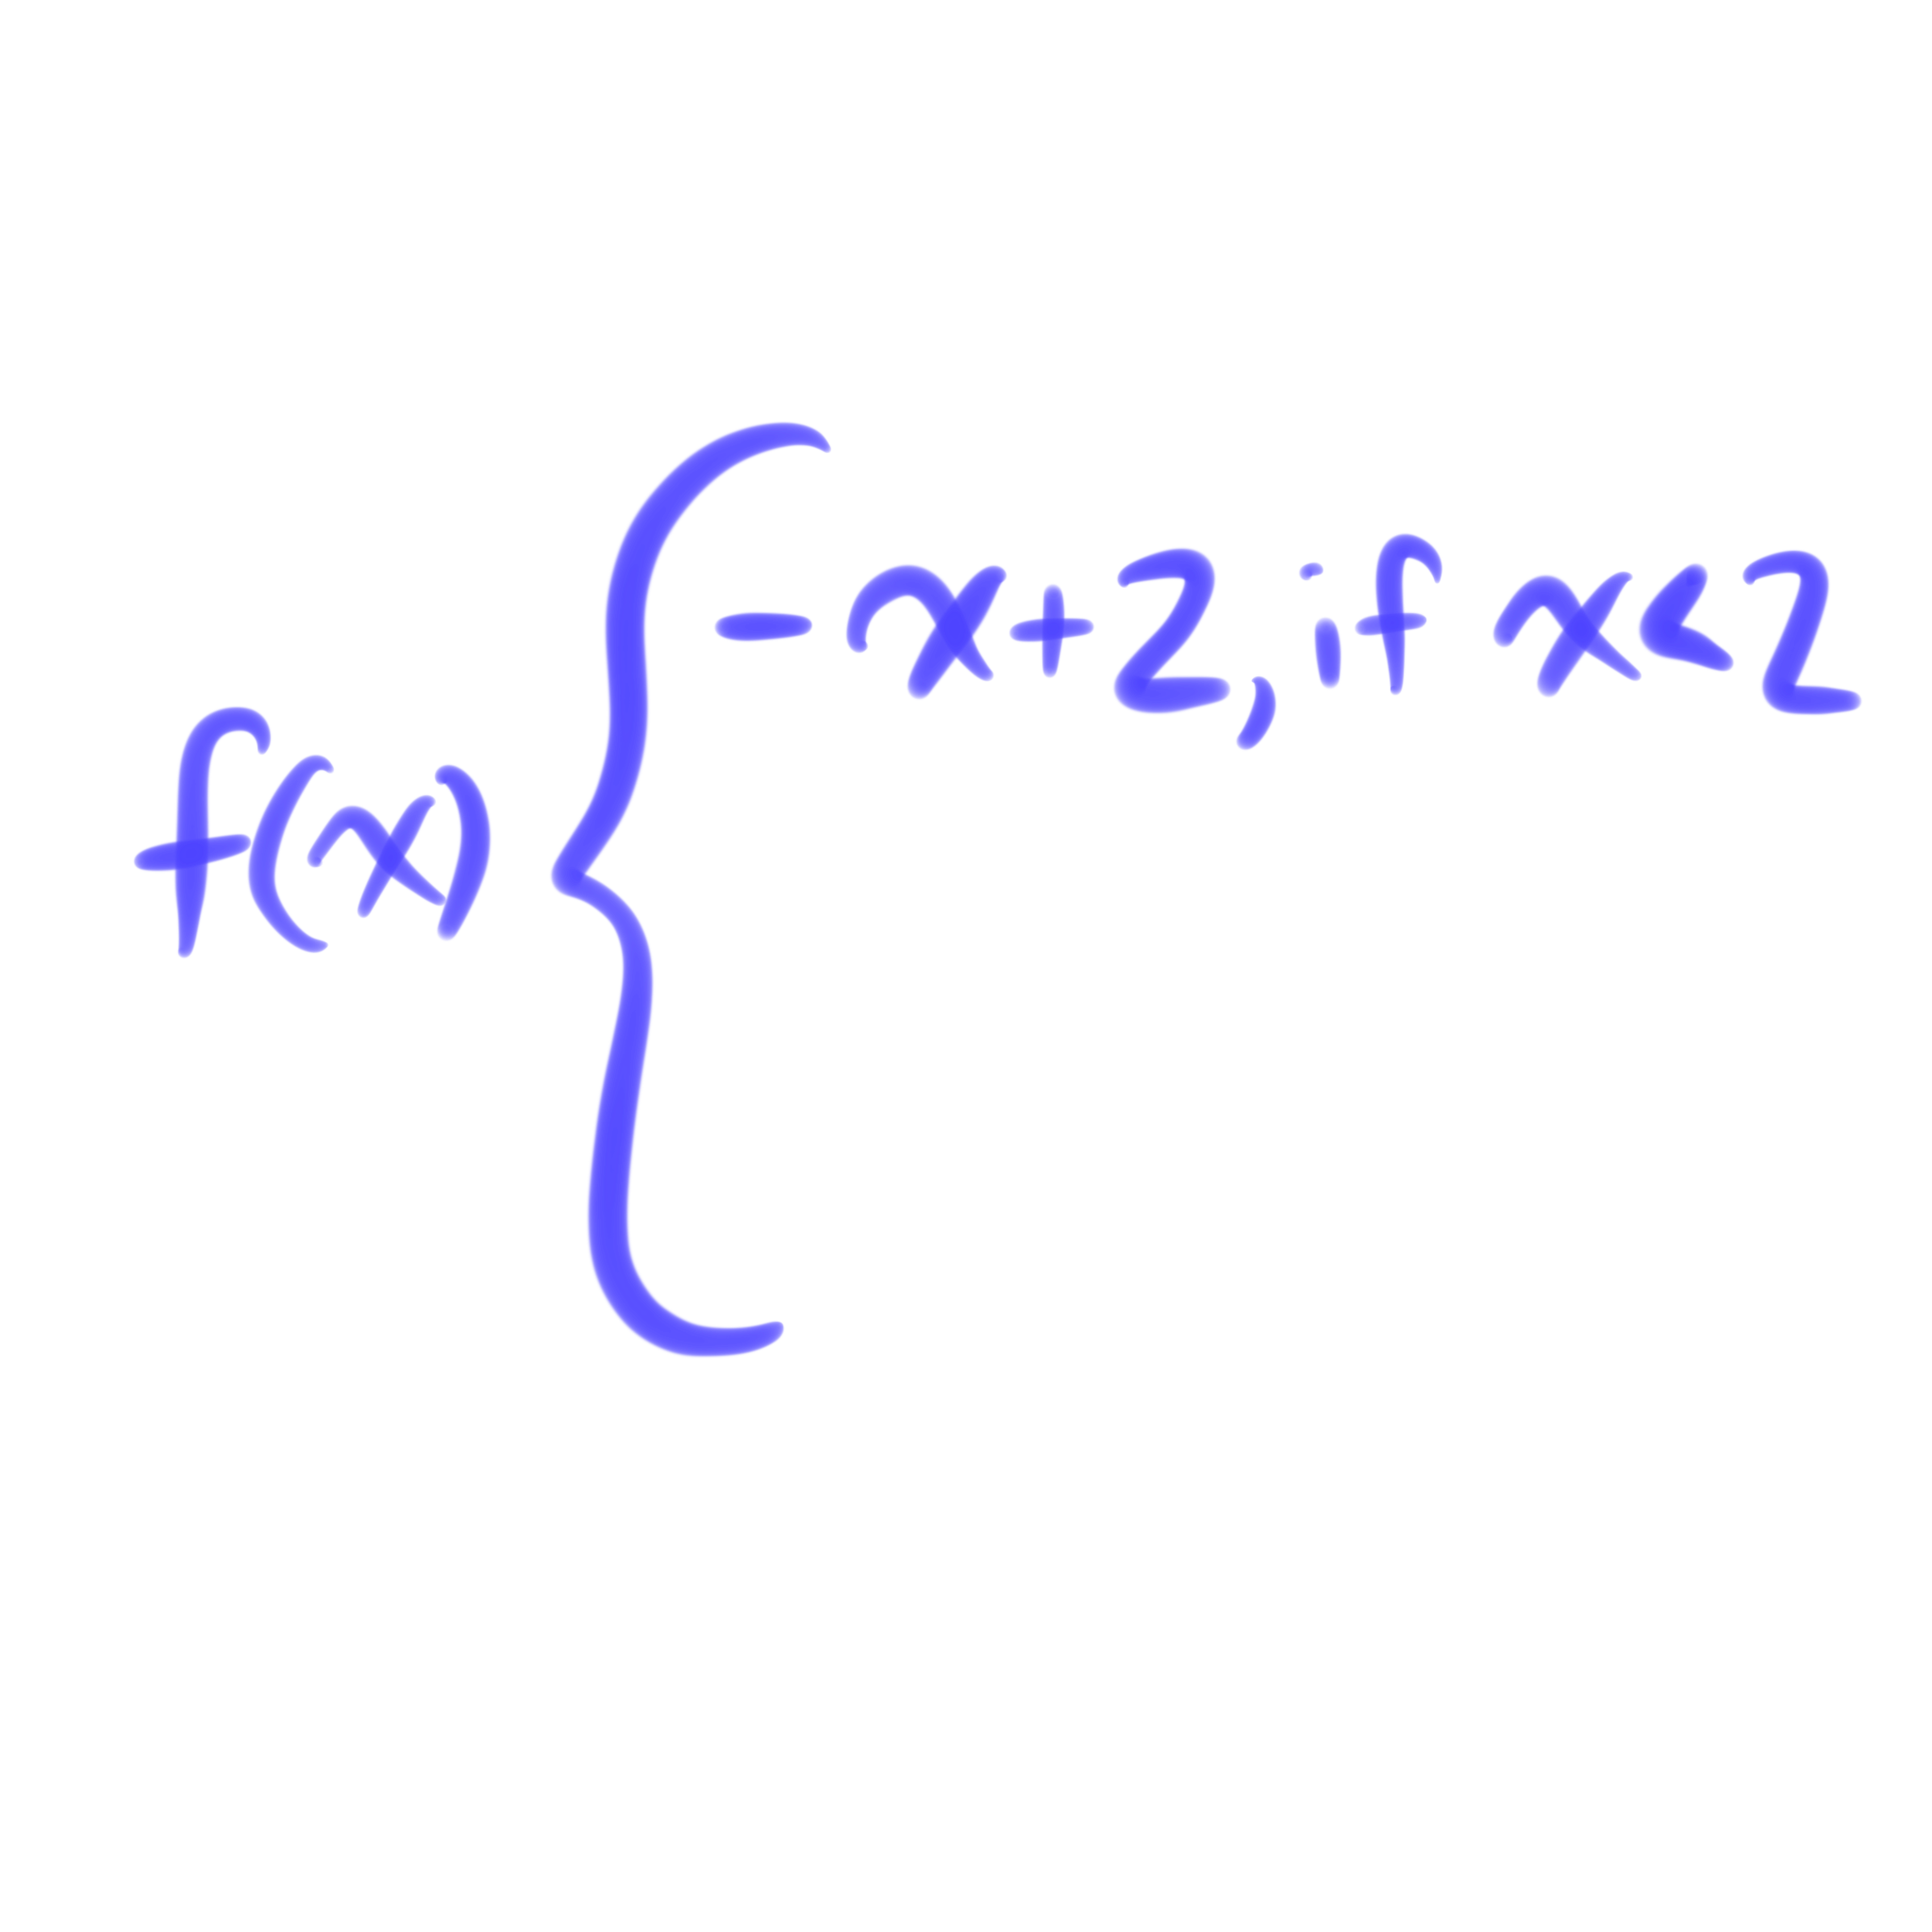 f(x) { -x+2, if x<2